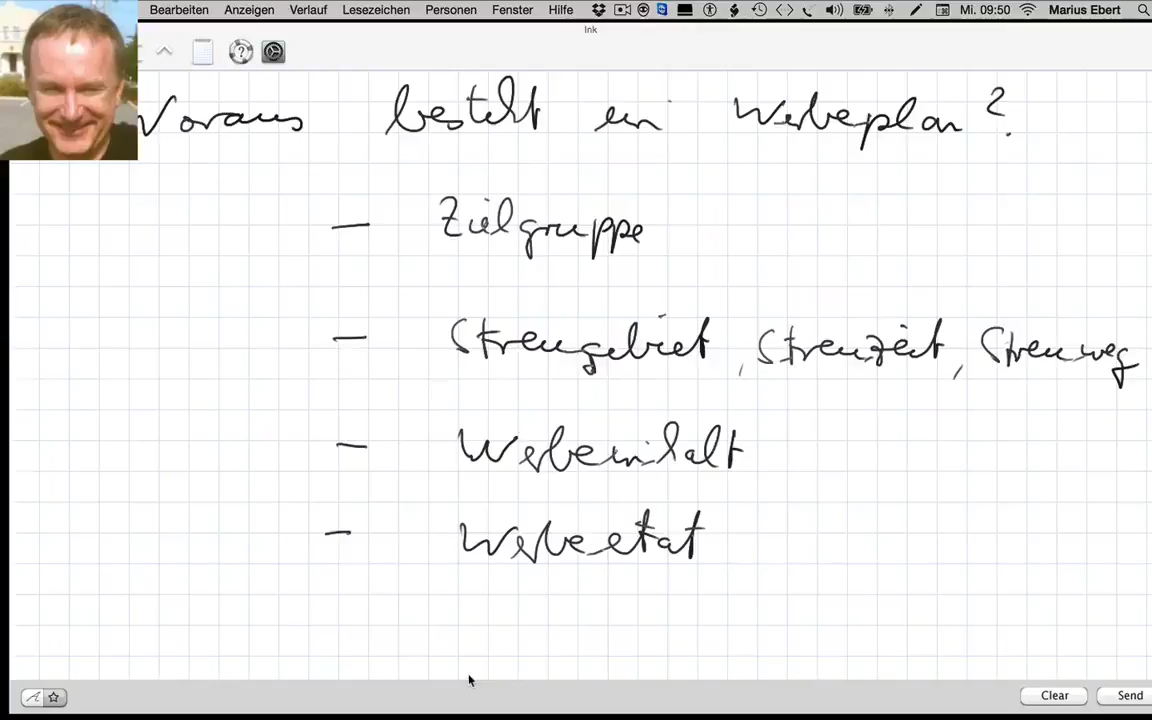 Bearbeiten Anzeigen Verlauf Lesezeichen Personen Fenster Hilfe Mi. 09:50 Marius Ebert
Ink
Woraus besteht ein Werbeplan?
— Zielgruppe
— Streugebiet, Streuzeit, Streuweg
— Werbeinhalt
— Werbeetat
Clear Send